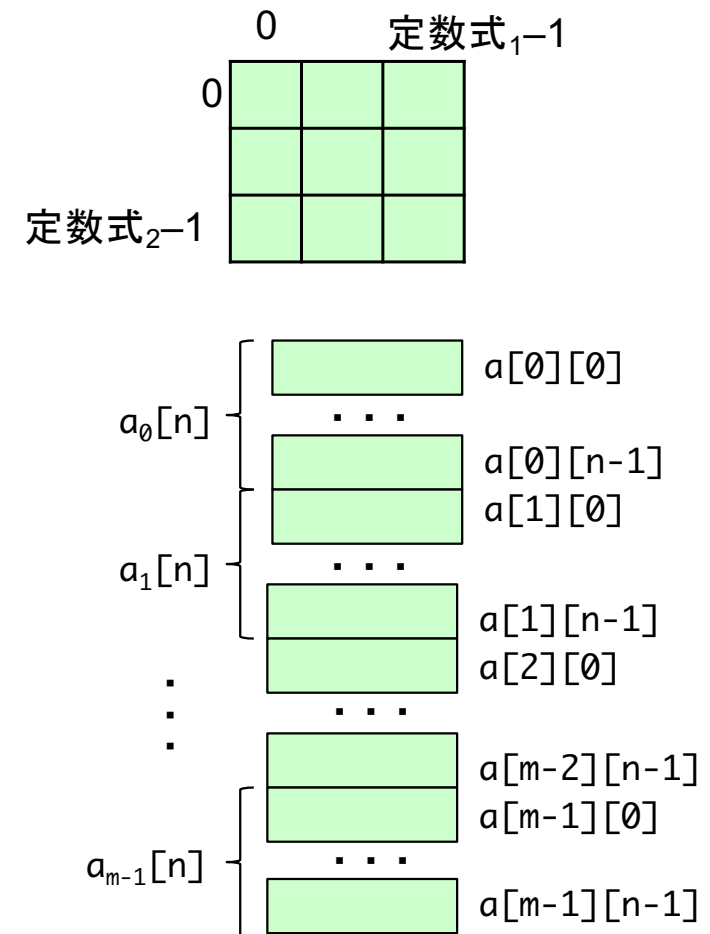 0 定数式₁–1
0
定数式₂–1
a[0][0]
a₀[n] ...
a[0][n-1]
a[1][0]
a₁[n] ...
a[1][n-1]
a[2][0]
...
a[m-2][n-1]
a[m-1][0]
aₘ₋₁[n] ...
a[m-1][n-1]